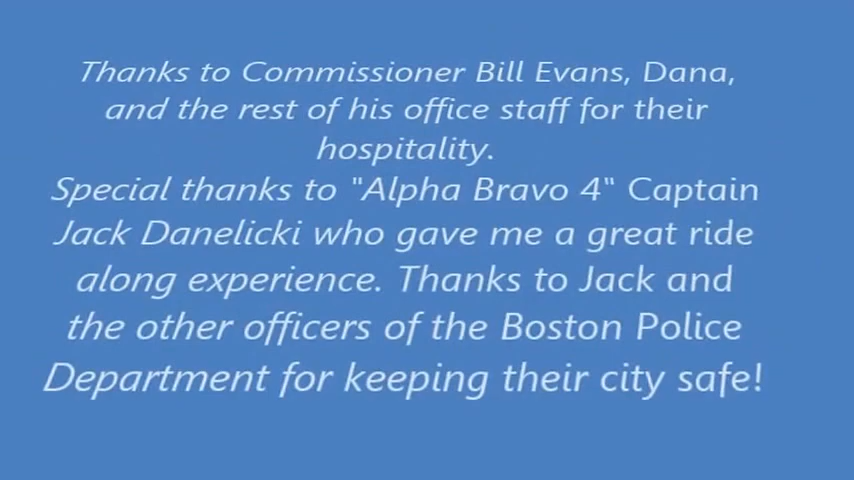 Thanks to Commissioner Bill Evans, Dana,
and the rest of his office staff for their
hospitality.
Special thanks to "Alpha Bravo 4" Captain
Jack Danelicki who gave me a great ride
along experience. Thanks to Jack and
the other officers of the Boston Police
Department for keeping their city safe!